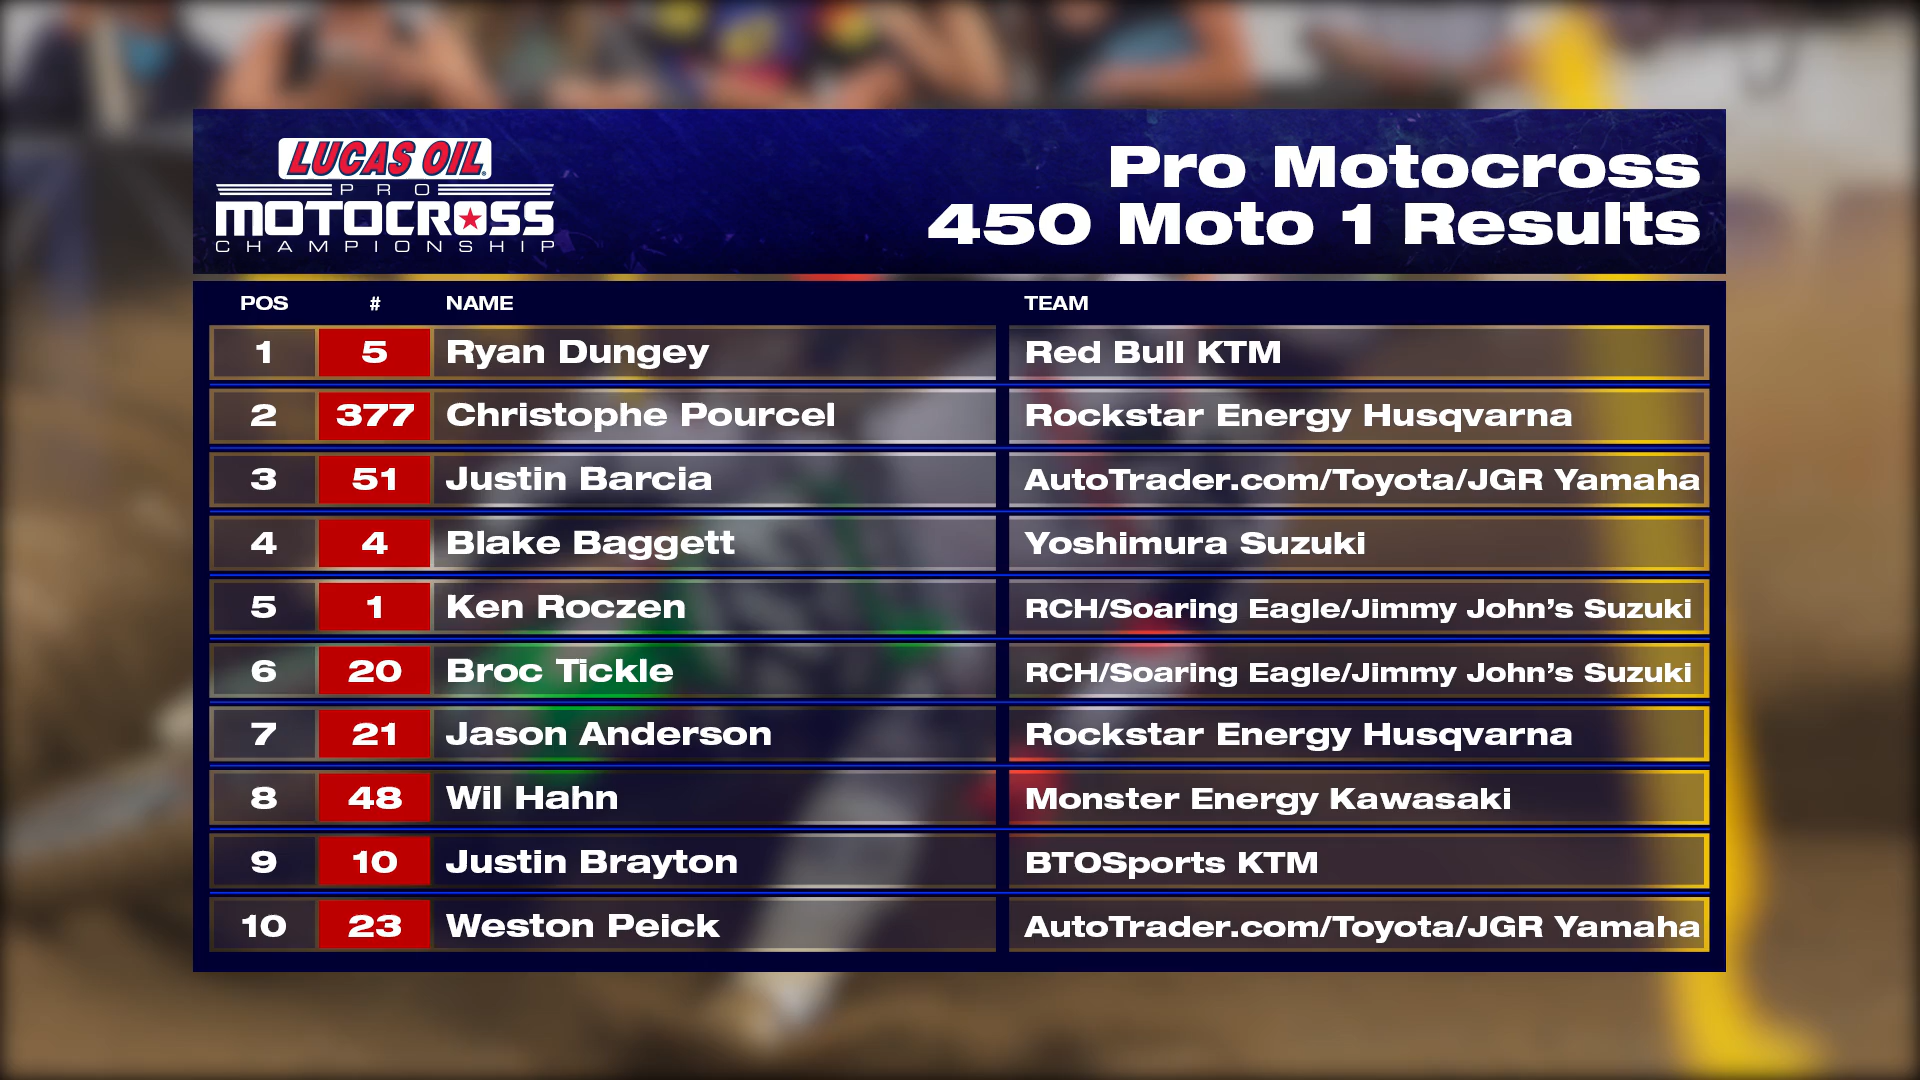 LUCAS OIL
PRO
MOTOCROSS
CHAMPIONSHIP
Pro Motocross
450 Moto 1 Results
POS # NAME TEAM
1 5 Ryan Dungey Red Bull KTM
2 377 Christophe Pourcel Rockstar Energy Husqvarna
3 51 Justin Barcia AutoTrader.com/Toyota/JGR Yamaha
4 4 Blake Baggett Yoshimura Suzuki
5 1 Ken Roczen RCH/Soaring Eagle/Jimmy John’s Suzuki
6 20 Broc Tickle RCH/Soaring Eagle/Jimmy John’s Suzuki
7 21 Jason Anderson Rockstar Energy Husqvarna
8 48 Wil Hahn Monster Energy Kawasaki
9 10 Justin Brayton BTOSports KTM
10 23 Weston Peick AutoTrader.com/Toyota/JGR Yamaha